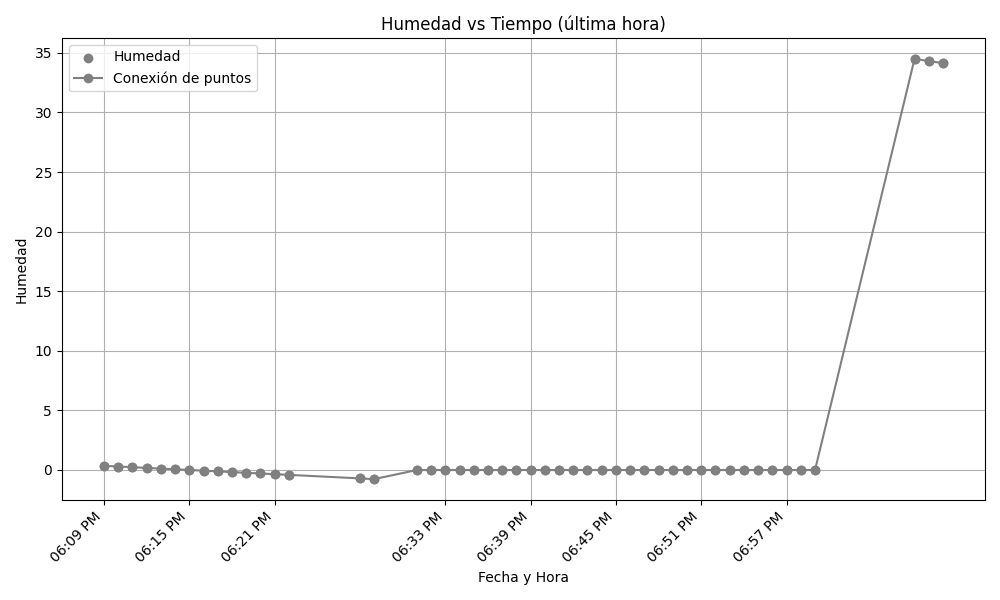 Humedad vs Tiempo (última hora)
Humedad
Conexión de puntos
35
30
25
20
15
10
5
0
Humedad
06:09 PM
06:15 PM
06:21 PM
06:33 PM
06:39 PM
06:45 PM
06:51 PM
06:57 PM
Fecha y Hora